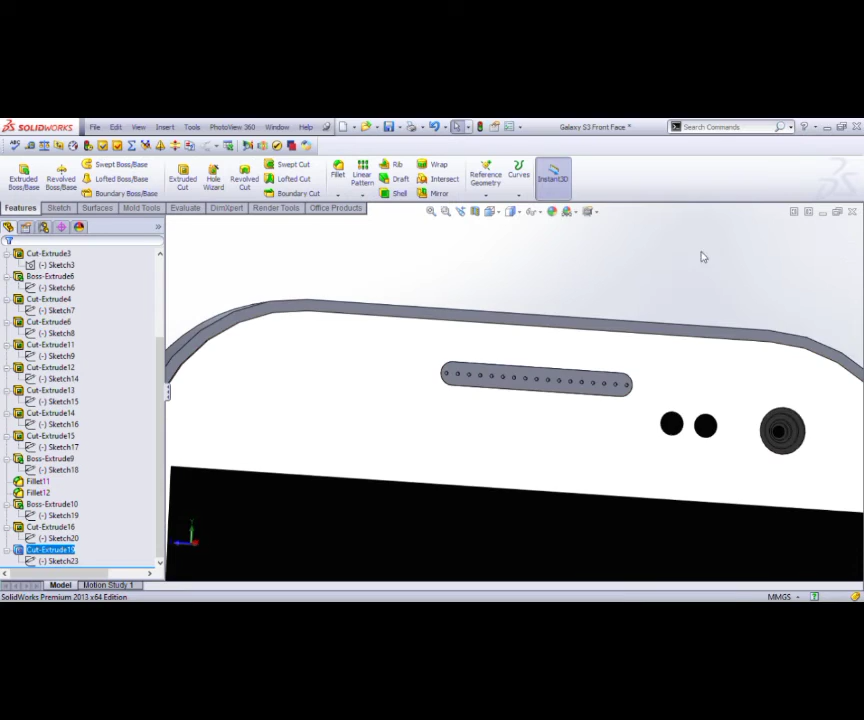 SOLIDWORKS File Edit View Insert Tools PhotoView 360 Window Help Galaxy S3 Front Face * Search Commands
Extruded Boss/Base
Revolved Boss/Base
Swept Boss/Base
Lofted Boss/Base
Boundary Boss/Base
Extruded Cut
Hole Wizard
Revolved Cut
Swept Cut
Lofted Cut
Boundary Cut
Fillet
Linear Pattern
Rib
Draft
Shell
Wrap
Intersect
Mirror
Reference Geometry
Curves
Instant3D
Features Sketch Surfaces Mold Tools Evaluate DimXpert Render Tools Office Products
Cut-Extrude3
(-) Sketch3
Boss-Extrude6
(-) Sketch6
Cut-Extrude4
(-) Sketch7
Cut-Extrude6
(-) Sketch8
Cut-Extrude11
(-) Sketch9
Cut-Extrude12
(-) Sketch14
Cut-Extrude13
(-) Sketch15
Cut-Extrude14
(-) Sketch16
Cut-Extrude15
(-) Sketch17
Boss-Extrude9
(-) Sketch18
Fillet11
Fillet12
Boss-Extrude10
(-) Sketch19
Cut-Extrude16
(-) Sketch20
Cut-Extrude19
(-) Sketch23
Model Motion Study 1
SolidWorks Premium 2013 x64 Edition MMGS